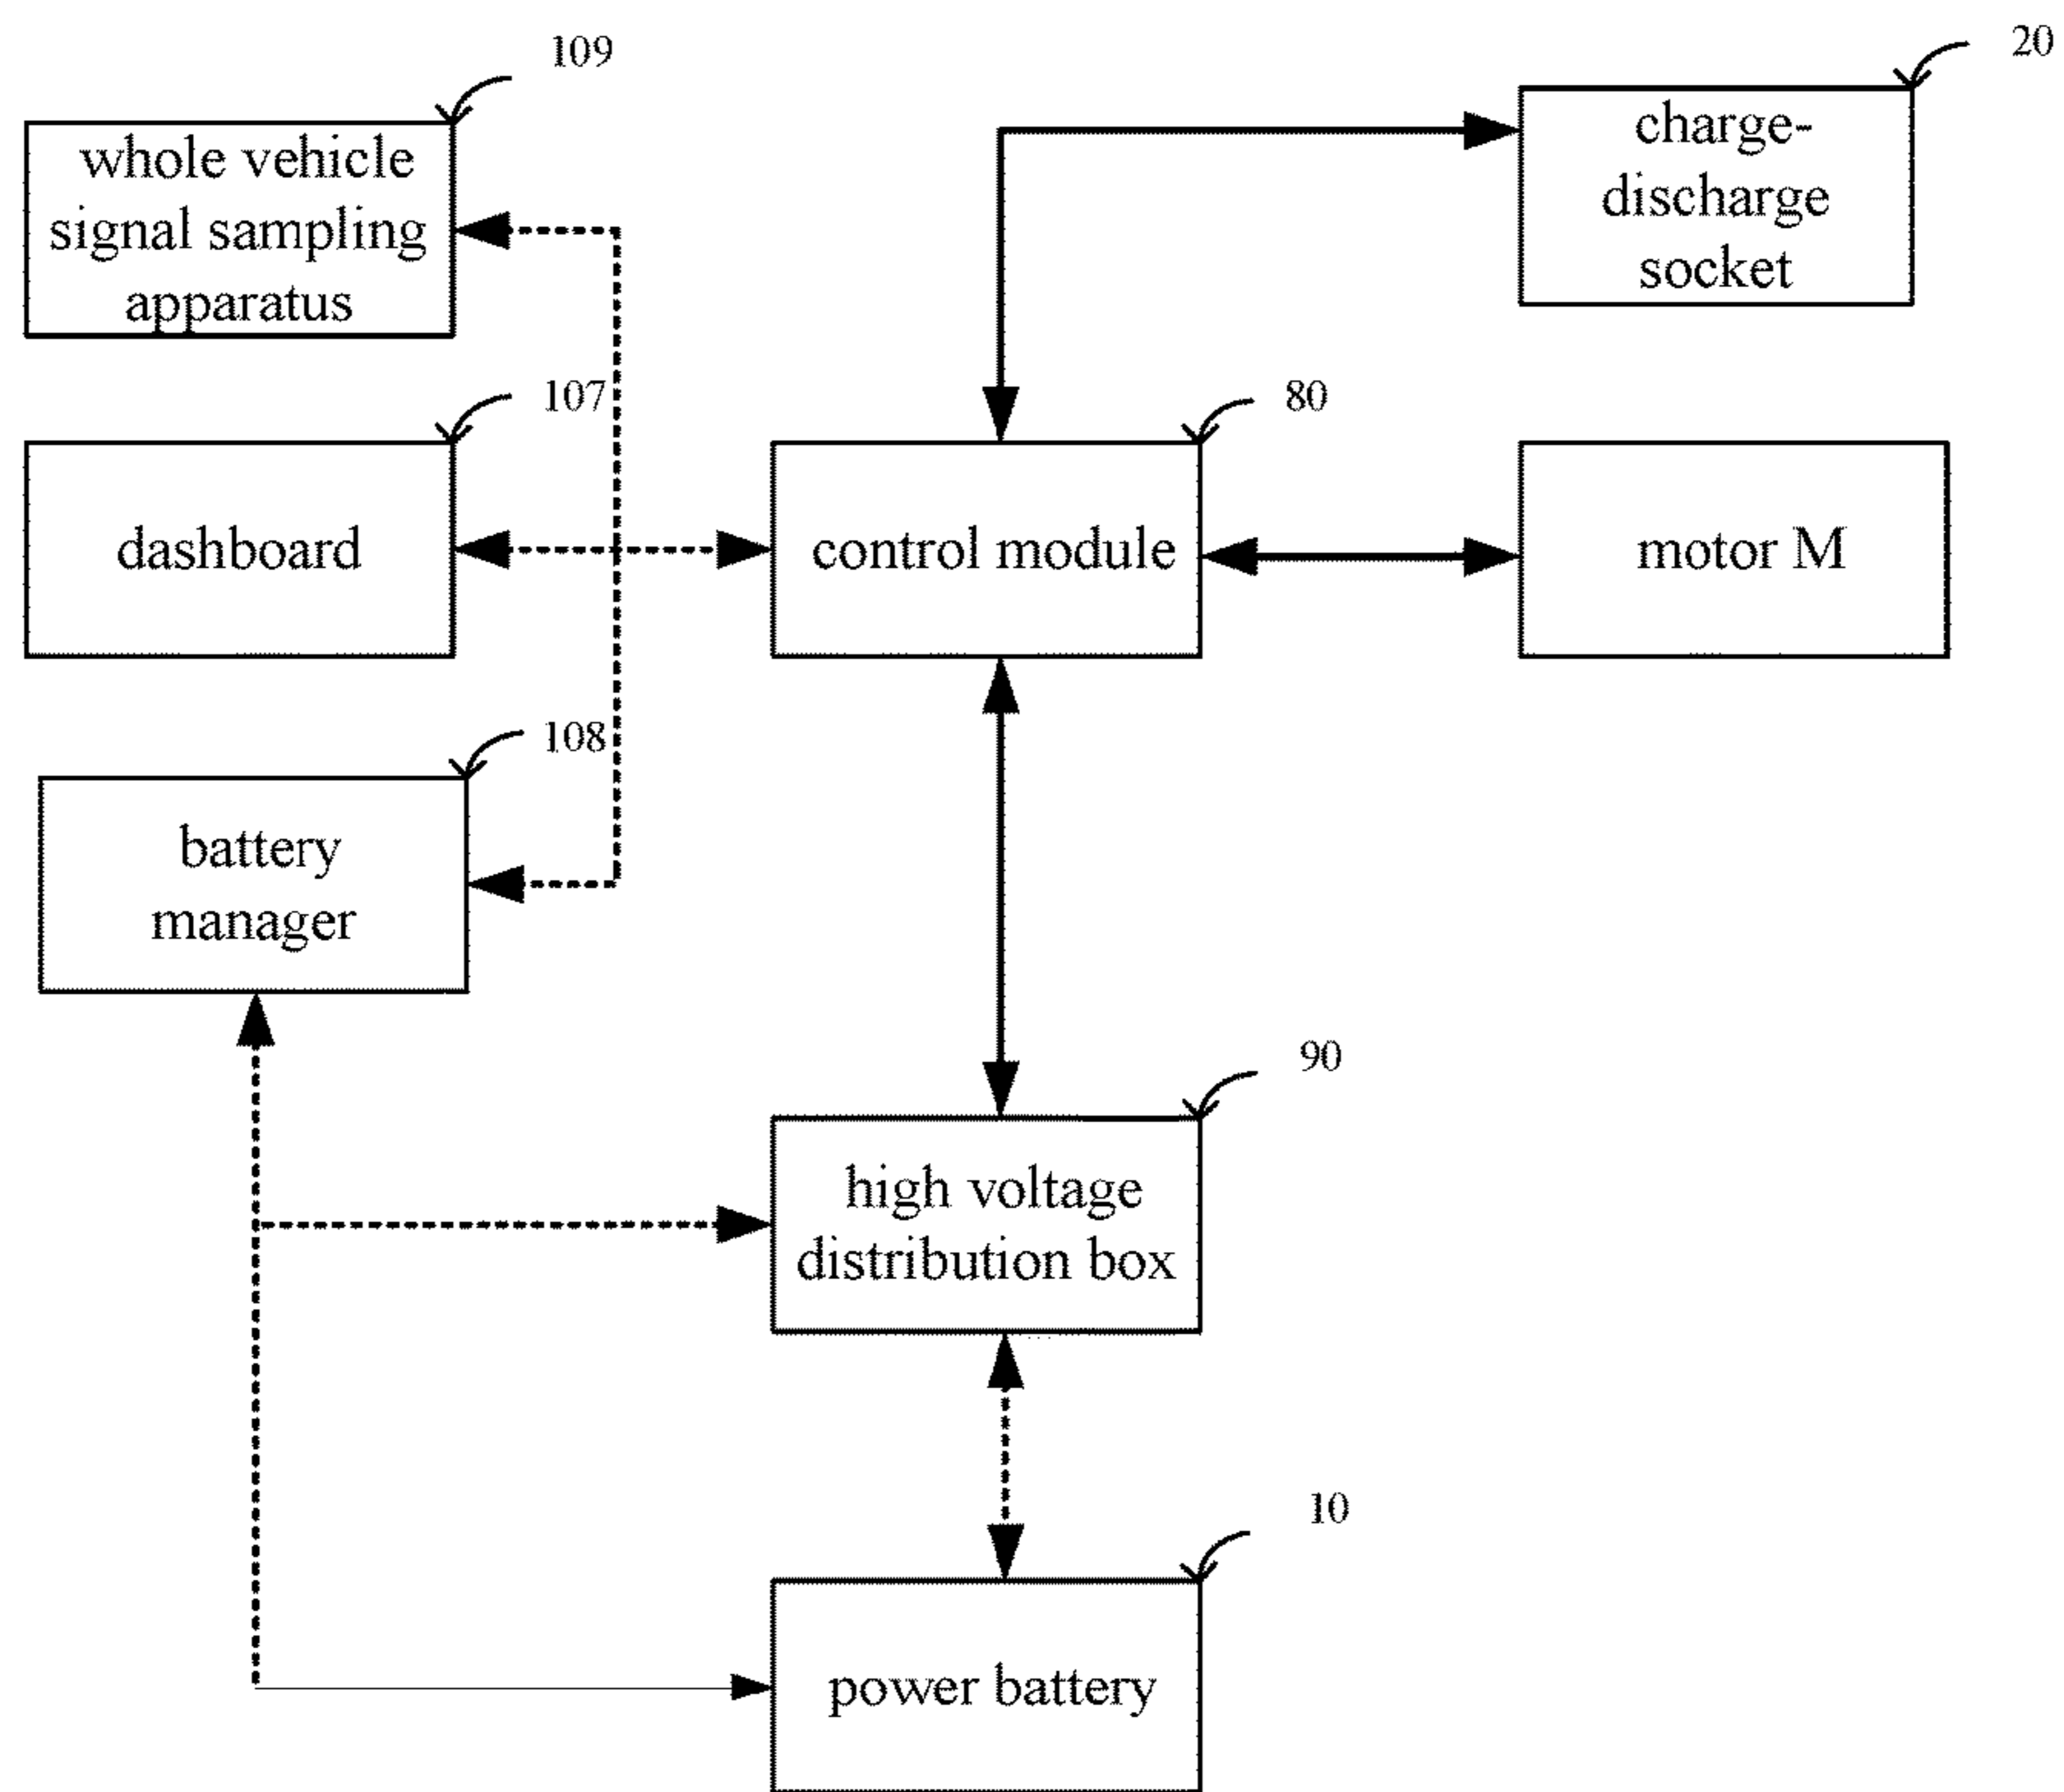 109
whole vehicle
signal sampling
apparatus
20
charge-
discharge
socket
107
dashboard
80
control module
motor M
108
battery
manager
90
high voltage
distribution box
10
power battery